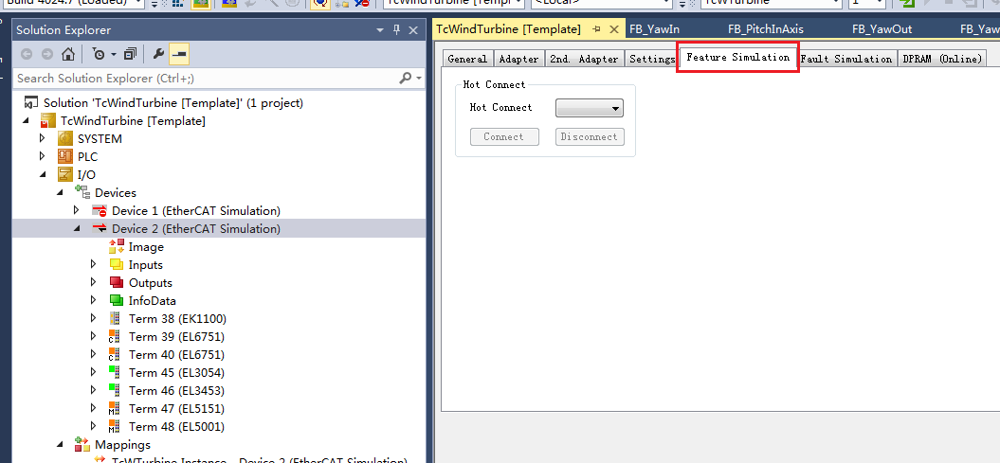 Build 4024.7 (Loaded)
TcWindTurbine [Templ
<Local>
TcWTurbine
1
Solution Explorer
Search Solution Explorer (Ctrl+;)
Solution 'TcWindTurbine [Template]' (1 project)
TcWindTurbine [Template]
SYSTEM
PLC
I/O
Devices
Device 1 (EtherCAT Simulation)
Device 2 (EtherCAT Simulation)
Image
Inputs
Outputs
InfoData
Term 38 (EK1100)
Term 39 (EL6751)
Term 40 (EL6751)
Term 45 (EL3054)
Term 46 (EL3453)
Term 47 (EL5151)
Term 48 (EL5001)
Mappings
TcWTurbine Instance - Device 2 (EtherCAT Simulation)
TcWindTurbine [Template] FB_YawIn FB_PitchInAxis FB_YawOut FB_Yaw
General Adapter 2nd. Adapter Settings Feature Simulation Fault Simulation DPRAM (Online)
Hot Connect
Hot Connect
Connect Disconnect